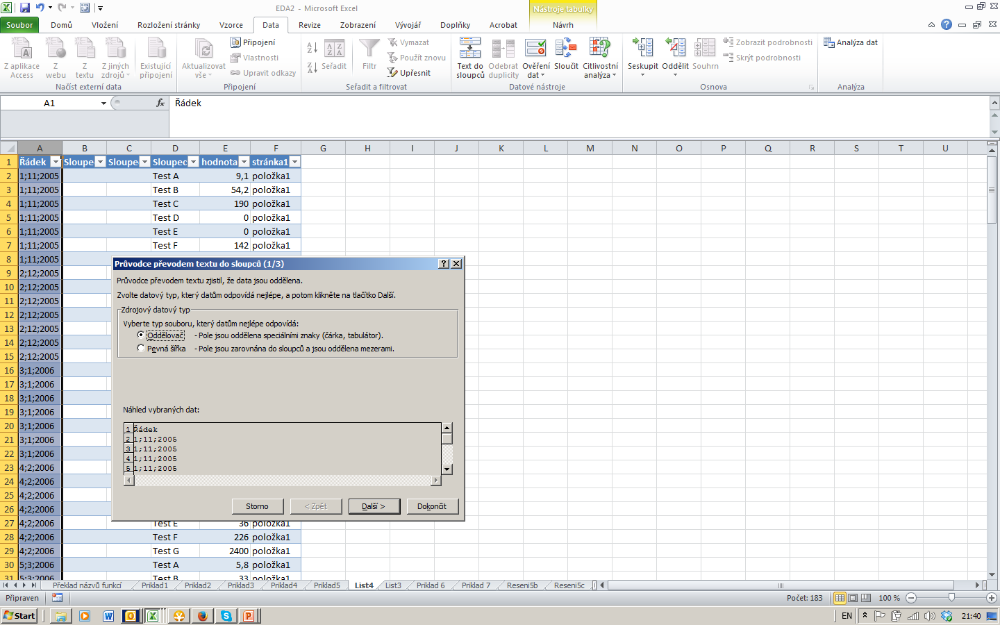 EDA2 - Microsoft Excel
Nástroje tabulky
Soubor Domů Vložení Rozložení stránky Vzorce Data Revize Zobrazení Vývojář Doplňky Acrobat Návrh
Z aplikace Access
Z webu
Z textu
Z jiných zdrojů
Existující připojení
Načíst externí data
Aktualizovat vše
Připojení
Vlastnosti
Upravit odkazy
Připojení
Seřadit
Filtr
Vymazat
Použít znovu
Upřesnit
Seřadit a filtrovat
Text do sloupců
Odebrat duplicity
Ověření dat
Sloučit
Citlivostní analýza
Datové nástroje
Seskupit
Oddělit
Souhrn
Zobrazit podrobnosti
Skrýt podrobnosti
Osnova
Analýza dat
Analýza
A1 fx Řádek
A B C D E F G H I J K L M N O P Q R S T U
1 Řádek Sloupe Sloupe Sloupec hodnota stránka1
2 1;11;2005 Test A 9,1 položka1
3 1;11;2005 Test B 54,2 položka1
4 1;11;2005 Test C 190 položka1
5 1;11;2005 Test D 0 položka1
6 1;11;2005 Test E 0 položka1
7 1;11;2005 Test F 142 položka1
8 1;11;2005
9 2;12;2005
10 2;12;2005
11 2;12;2005
12 2;12;2005
13 2;12;2005
14 2;12;2005
15 2;12;2005
16 3;1;2006
17 3;1;2006
18 3;1;2006
19 3;1;2006
20 3;1;2006
21 3;1;2006
22 3;1;2006
23 4;2;2006
24 4;2;2006
25 4;2;2006
26 4;2;2006
27 4;2;2006 Test E 36 položka1
28 4;2;2006 Test F 226 položka1
29 4;2;2006 Test G 2400 položka1
30 5;3;2006 Test A 5,8 položka1
31 5;3;2006 Test B 33 položka1
Průvodce převodem textu do sloupců (1/3)
Průvodce převodem textu zjistil, že data jsou oddělena.
Zvolte datový typ, který datům odpovídá nejlépe, a potom klikněte na tlačítko Další.
Zdrojový datový typ
Vyberte typ souboru, který datům nejlépe odpovídá:
Oddělovač - Pole jsou oddělena speciálními znaky (čárka, tabulátor).
Pevná šířka - Pole jsou zarovnána do sloupců a jsou oddělena mezerami.
Náhled vybraných dat:
1 Řádek
2 1;11;2005
3 1;11;2005
4 1;11;2005
5 1;11;2005
Storno < Zpět Další > Dokončit
Překlad názvů funkcí Priklad1 Priklad2 Priklad3 Priklad4 Priklad5 List4 List3 Priklad 6 Priklad 7 Reseni5b Reseni5c
Připraven Počet: 183 100 %
Start EN 21:40